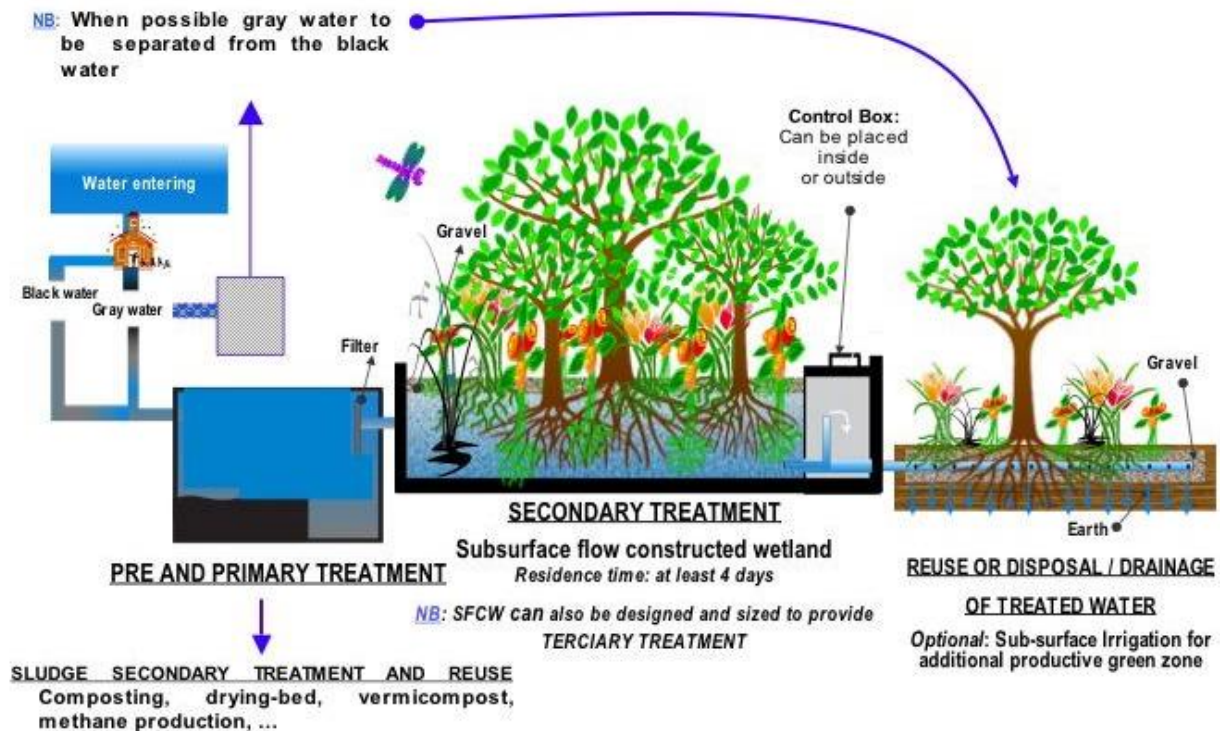 NB: When possible gray water to
be separated from the black
water
Control Box:
Can be placed
inside
or outside
Water entering
Gravel
Black water
Gray water
Filter
Gravel
Earth
SECONDARY TREATMENT
Subsurface flow constructed wetland
Residence time: at least 4 days
NB: SFCW can also be designed and sized to provide
TERCIARY TREATMENT
PRE AND PRIMARY TREATMENT
REUSE OR DISPOSAL / DRAINAGE
OF TREATED WATER
Optional: Sub-surface Irrigation for
additional productive green zone
SLUDGE SECONDARY TREATMENT AND REUSE
Composting, drying-bed, vermicompost,
methane production, ...